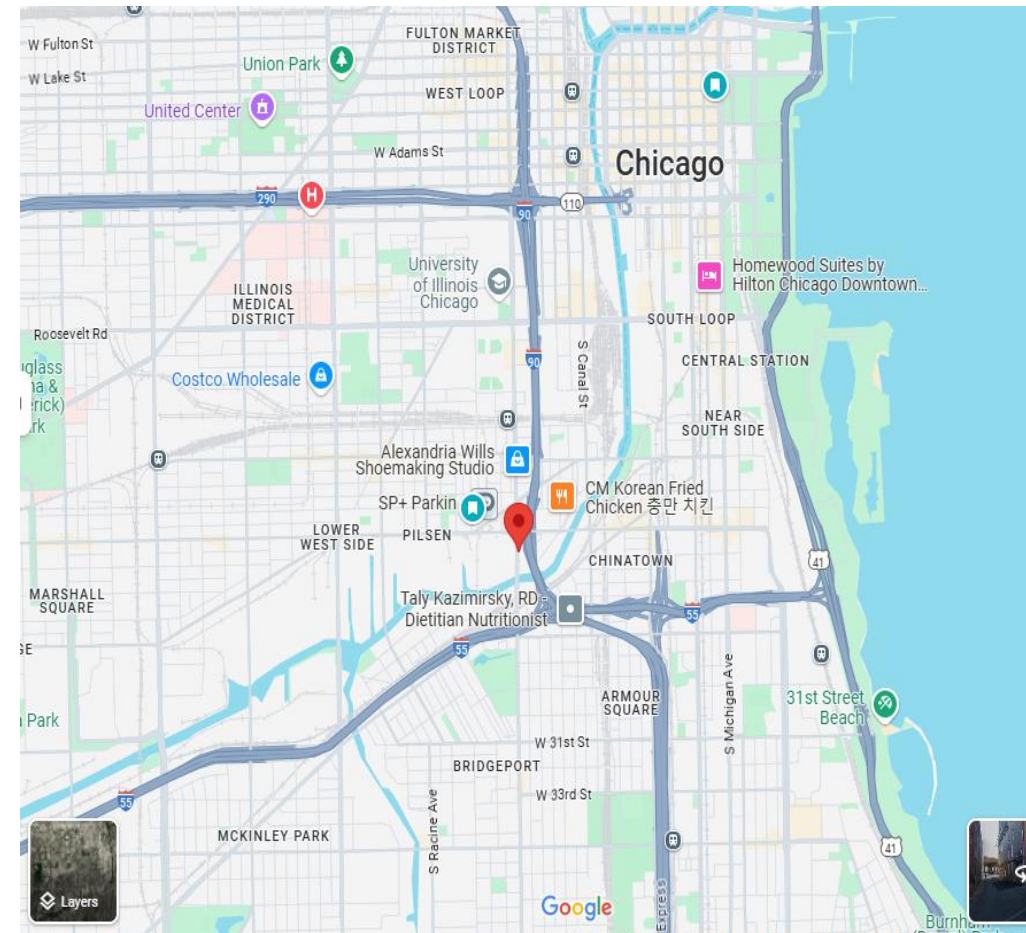 FULTON MARKET
DISTRICT
W Fulton St
Union Park
W Lake St
WEST LOOP
United Center
W Adams St
Chicago
290
H
90
110
University
of Illinois
Chicago
Homewood Suites by
Hilton Chicago Downtown...
ILLINOIS
MEDICAL
DISTRICT
SOUTH LOOP
Roosevelt Rd
S Canal St
90
CENTRAL STATION
Costco Wholesale
NEAR
SOUTH SIDE
Alexandria Wills
Shoemaking Studio
SP+ Parkin
CM Korean Fried
Chicken 충만 치킨
LOWER
WEST SIDE
PILSEN
CHINATOWN
41
MARSHALL
SQUARE
Taly Kazimirsky, RD -
Dietitian Nutritionist
55
55
ARMOUR
SQUARE
S Michigan Ave
31st Street
Beach
Park
W 31st St
BRIDGEPORT
W 33rd St
55
MCKINLEY PARK
S Racine Ave
41
Layers
Google
Express
Burnham